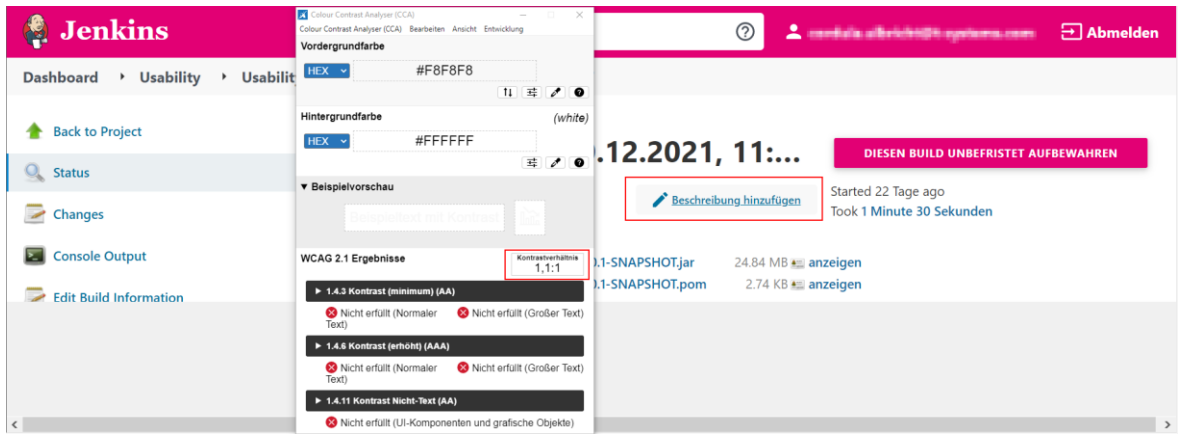 Jenkins
Abmelden
Dashboard
Usability
Usabilit
Back to Project
Status
Changes
Console Output
Edit Build Information
Colour Contrast Analyser (CCA)
Colour Contrast Analyser (CCA) Bearbeiten Ansicht Entwicklung
Vordergrundfarbe
HEX
#F8F8F8
Hintergrundfarbe
(white)
HEX
#FFFFFF
▼ Beispielvorschau
Beispieltext mit Kontrast
WCAG 2.1 Ergebnisse
Kontrastverhältnis
1,1:1
► 1.4.3 Kontrast (minimum) (AA)
Nicht erfüllt (Normaler Text)
Nicht erfüllt (Großer Text)
► 1.4.6 Kontrast (erhöht) (AAA)
Nicht erfüllt (Normaler Text)
Nicht erfüllt (Großer Text)
► 1.4.11 Kontrast Nicht-Text (AA)
Nicht erfüllt (UI-Komponenten und grafische Objekte)
.12.2021, 11:...
DIESEN BUILD UNBEFRISTET AUFBEWAHREN
Beschreibung hinzufügen
Started 22 Tage ago
Took 1 Minute 30 Sekunden
0.1-SNAPSHOT.jar 24.84 MB anzeigen
0.1-SNAPSHOT.pom 2.74 KB anzeigen